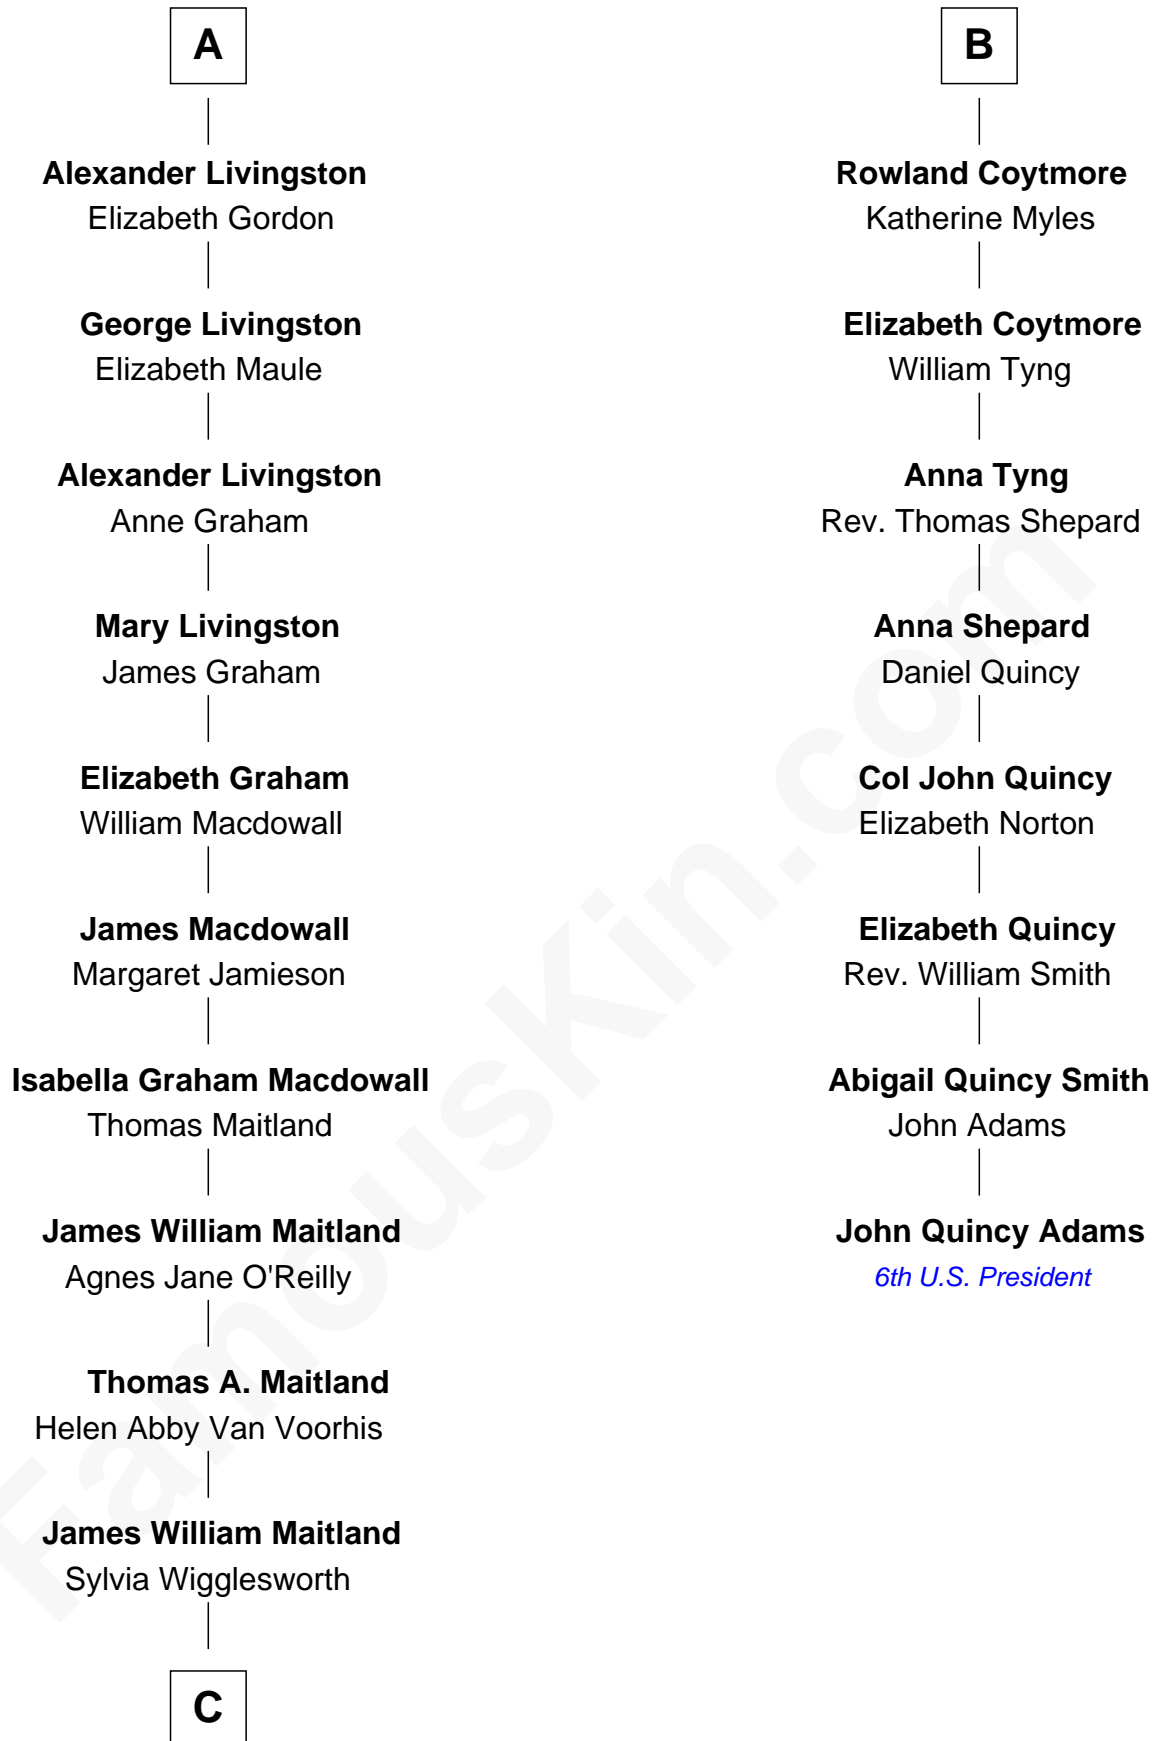 A
Alexander Livingston
Elizabeth Gordon
George Livingston
Elizabeth Maule
Alexander Livingston
Anne Graham
Mary Livingston
James Graham
Elizabeth Graham
William Macdowall
James Macdowall
Margaret Jamieson
Isabella Graham Macdowall
Thomas Maitland
James William Maitland
Agnes Jane O'Reilly
Thomas A. Maitland
Helen Abby Van Voorhis
James William Maitland
Sylvia Wigglesworth
C
B
Rowland Coytmore
Katherine Myles
Elizabeth Coytmore
William Tyng
Anna Tyng
Rev. Thomas Shepard
Anna Shepard
Daniel Quincy
Col John Quincy
Elizabeth Norton
Elizabeth Quincy
Rev. William Smith
Abigail Quincy Smith
John Adams
John Quincy Adams
6th U.S. President
FamousKin.com